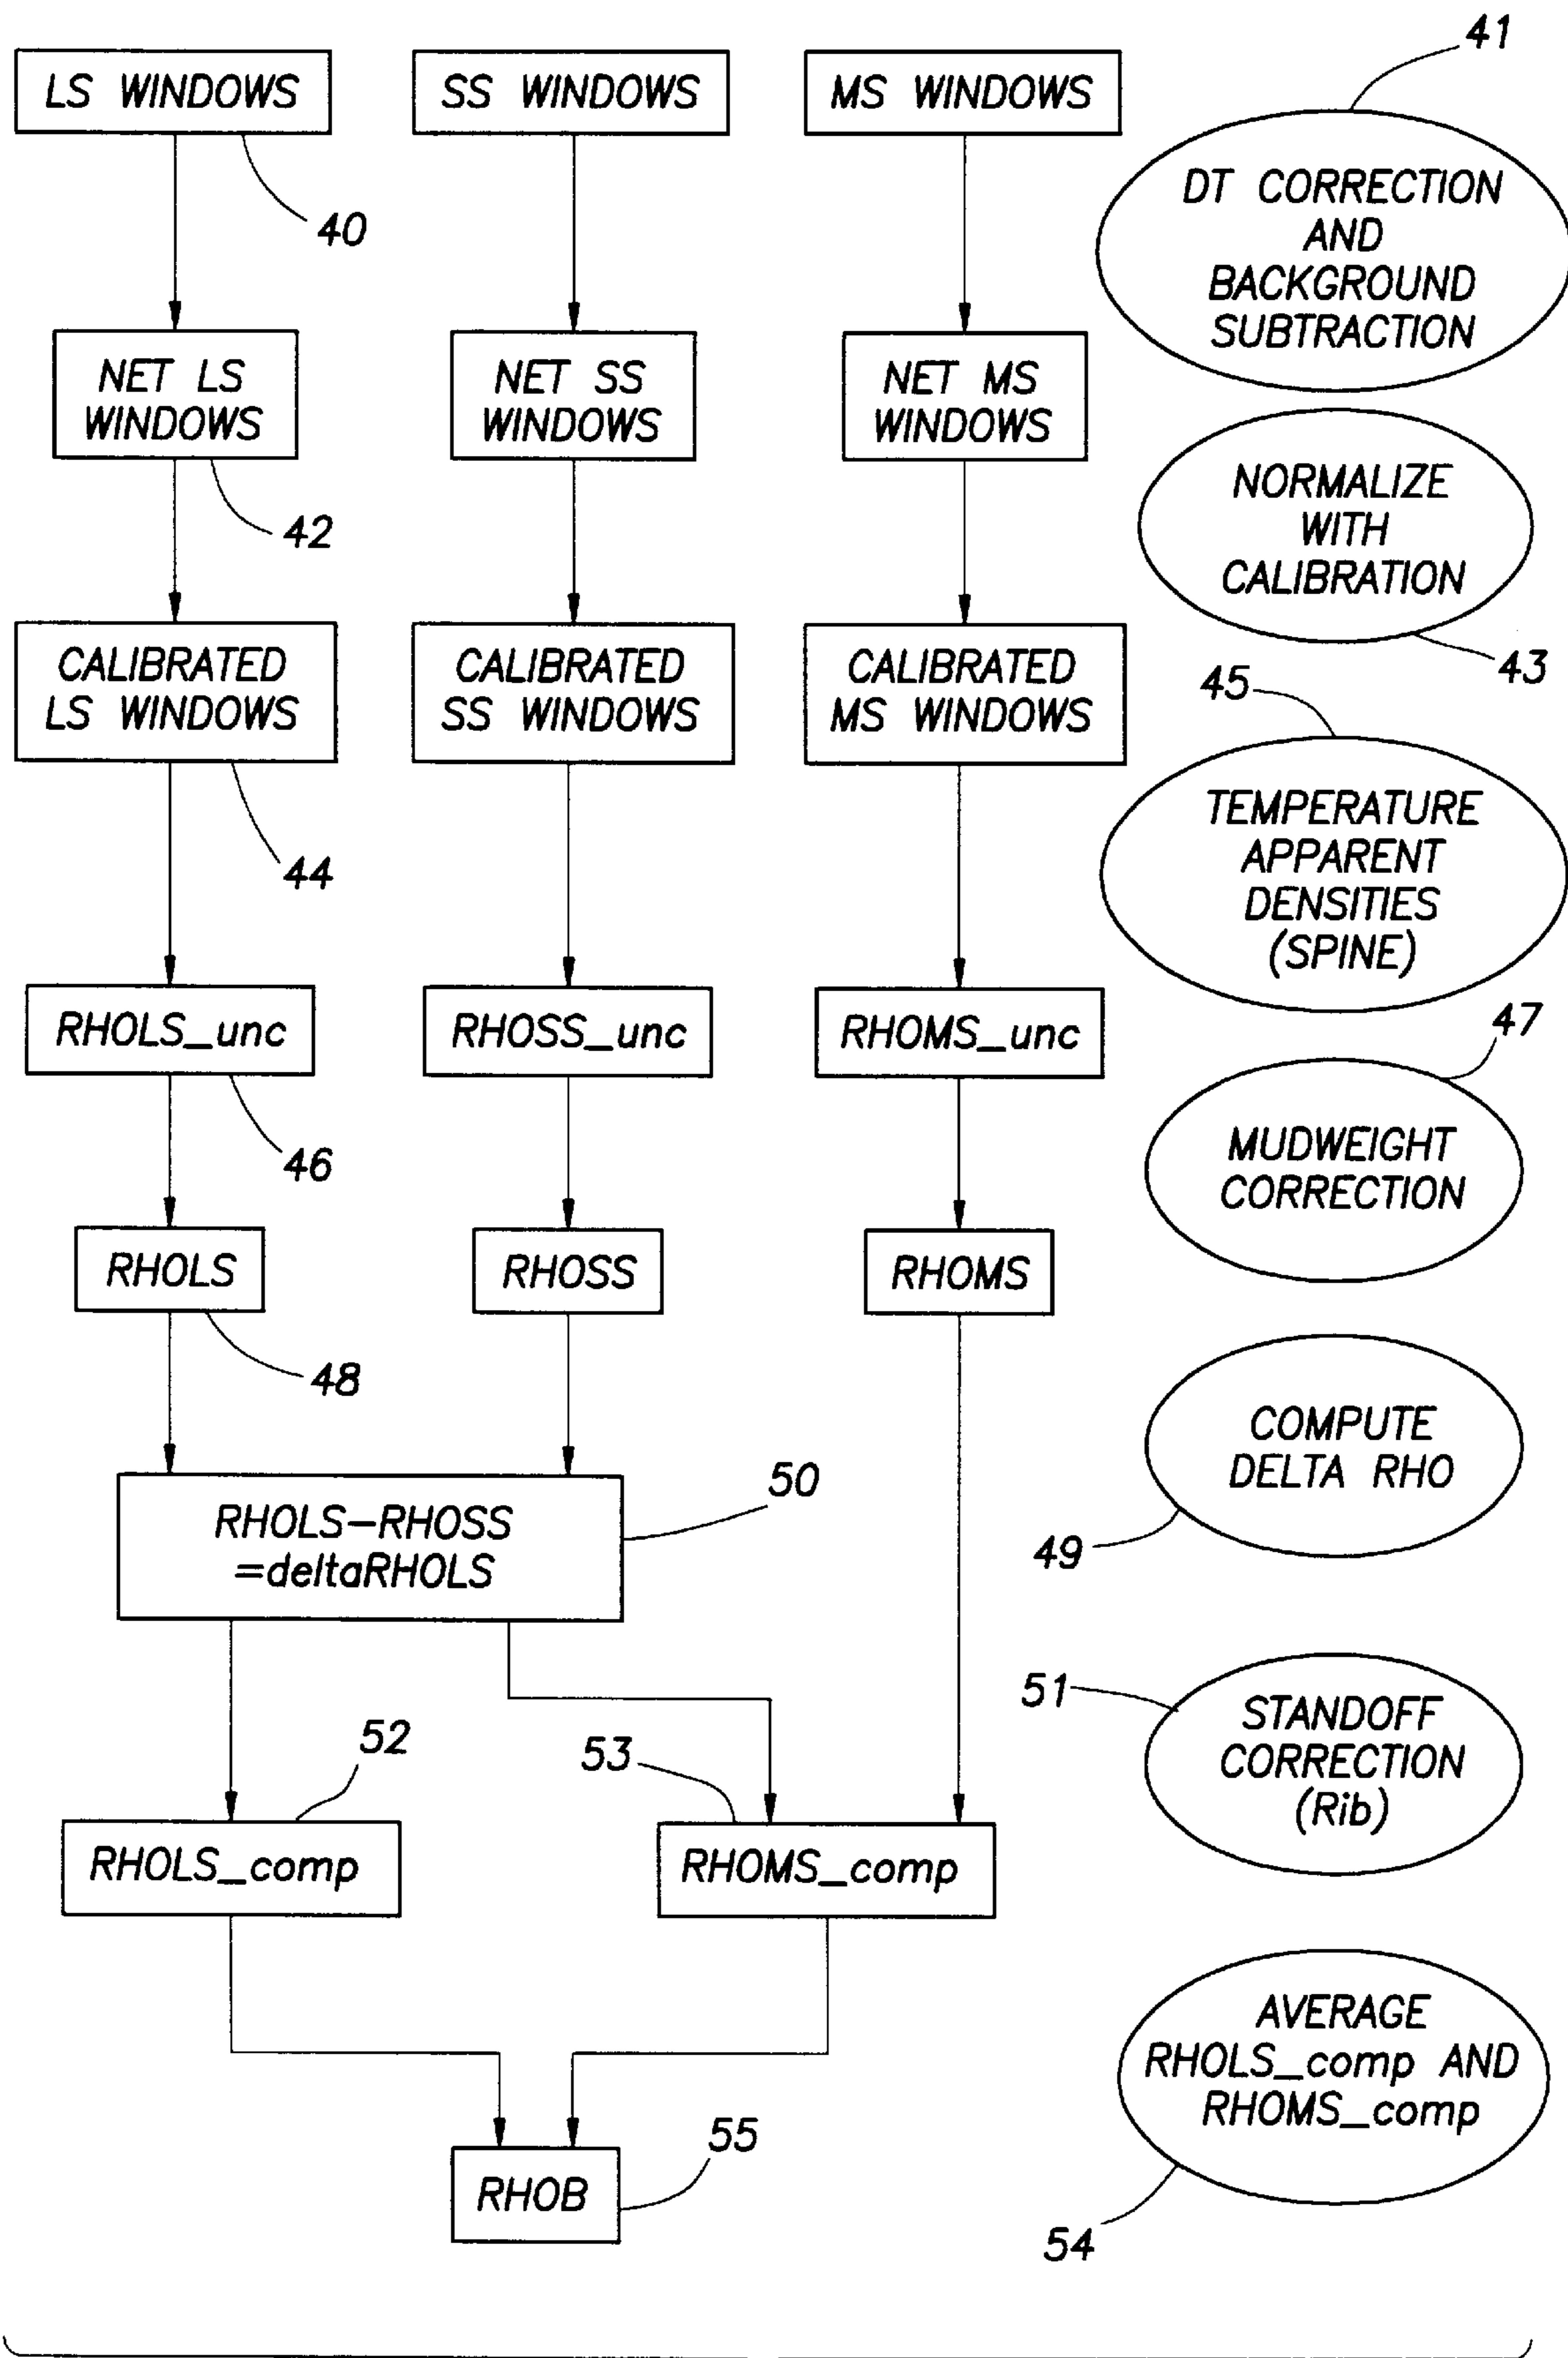 41
LS WINDOWS
SS WINDOWS
MS WINDOWS
40
DT CORRECTION
AND
BACKGROUND
SUBTRACTION
NET LS
WINDOWS
NET SS
WINDOWS
NET MS
WINDOWS
42
NORMALIZE
WITH
CALIBRATION
43
CALIBRATED
LS WINDOWS
CALIBRATED
SS WINDOWS
CALIBRATED
MS WINDOWS
44
45
TEMPERATURE
APPARENT
DENSITIES
(SPINE)
RHOLS_unc
RHOSS_unc
RHOMS_unc
46
47
MUDWEIGHT
CORRECTION
RHOLS
RHOSS
RHOMS
48
COMPUTE
DELTA RHO
49
RHOLS-RHOSS
=deltaRHOLS
50
51
STANDOFF
CORRECTION
(Rib)
52
53
RHOLS_comp
RHOMS_comp
AVERAGE
RHOLS_comp AND
RHOMS_comp
54
RHOB
55